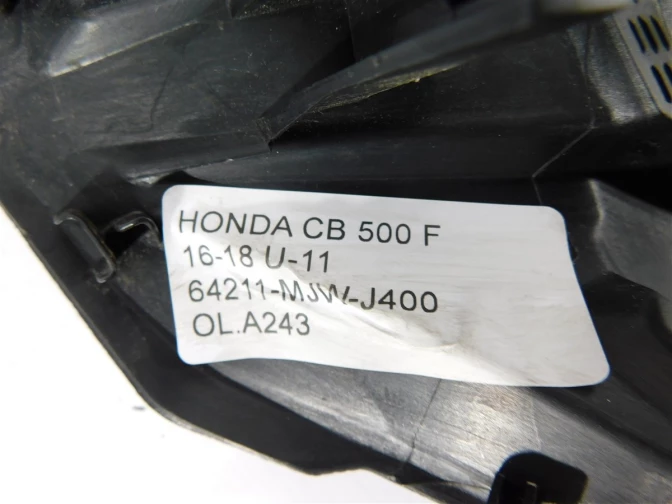 HONDA CB 500 F
16-18 U-11
64211-MJW-J400
OL.A243